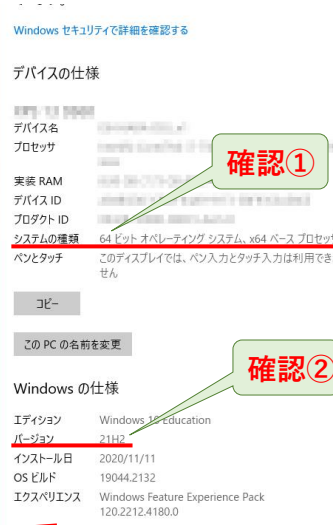 Windows セキュリティで詳細を確認する
デバイスの仕様
デバイス名
プロセッサ
確認①
実装 RAM
デバイス ID
プロダクト ID
システムの種類 64 ビット オペレーティング システム、x64 ベース プロセッサ
ペンとタッチ このディスプレイでは、ペン入力とタッチ入力は利用でき
せん
コピー
この PC の名前を変更
確認②
Windows の仕様
エディション Windows 10 Education
バージョン 21H2
インストール日 2020/11/11
OS ビルド 19044.2132
エクスペリエンス Windows Feature Experience Pack
120.2212.4180.0